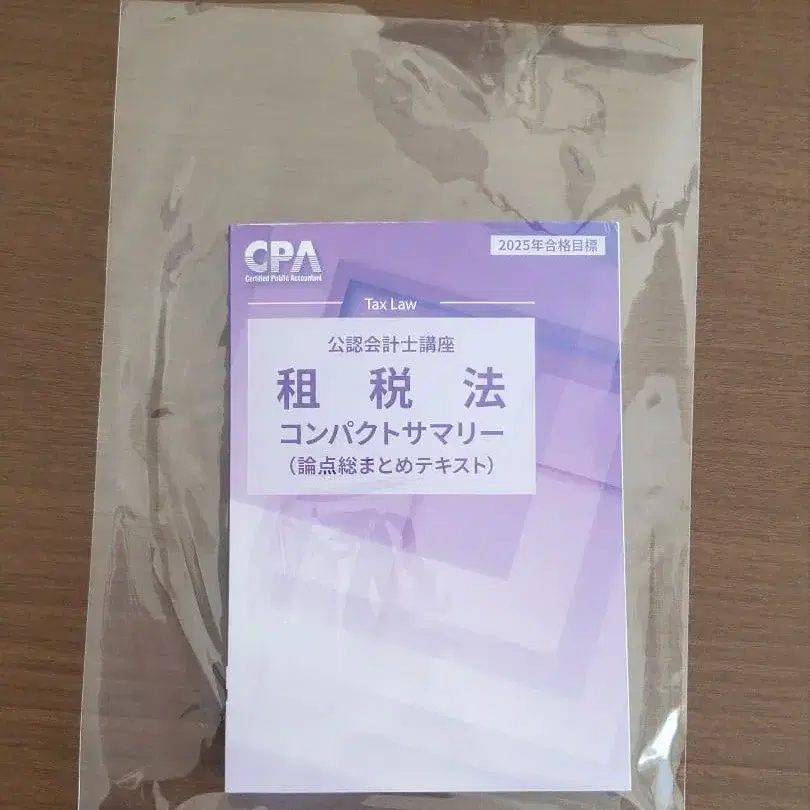 CPA
Certified Public Accountant
2025年合格目標
Tax Law
公認会計士講座
租 税 法
コンパクトサマリー
（論点総まとめテキスト）